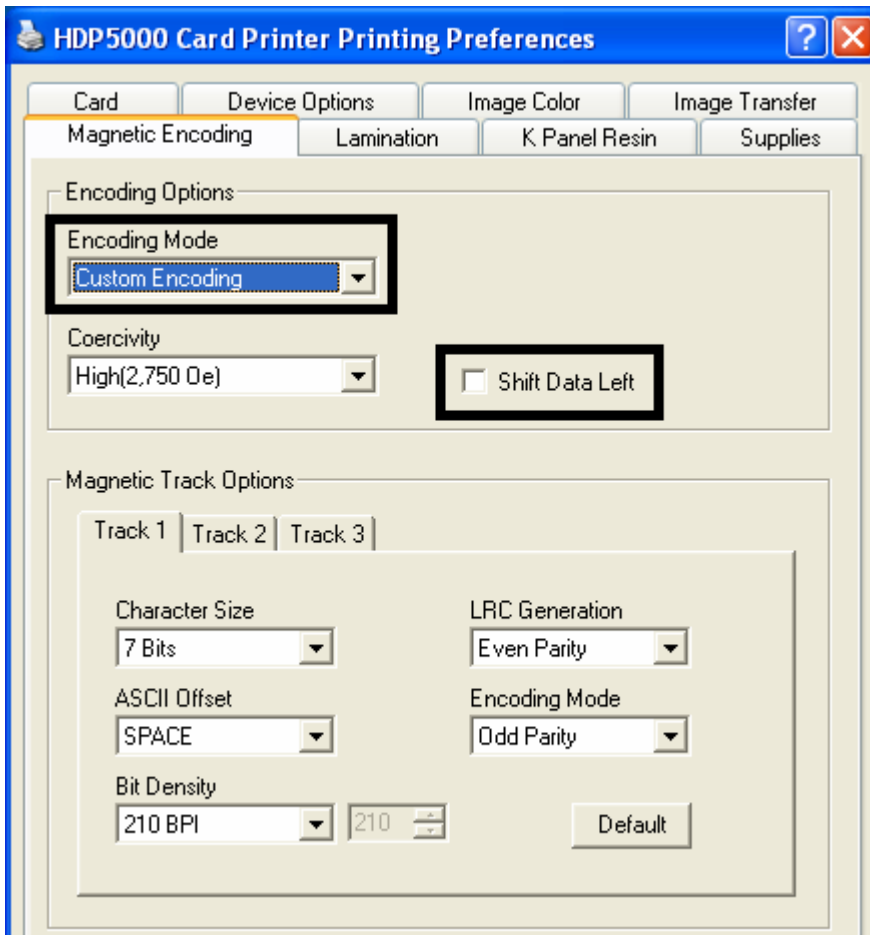 HDP5000 Card Printer Printing Preferences
Card Device Options Image Color Image Transfer
Magnetic Encoding Lamination K Panel Resin Supplies
Encoding Options
Encoding Mode
Custom Encoding
Coercivity
High(2,750 Oe)
Shift Data Left
Magnetic Track Options
Track 1 Track 2 Track 3
Character Size LRC Generation
7 Bits Even Parity
ASCII Offset Encoding Mode
SPACE Odd Parity
Bit Density
210 BPI 210 Default